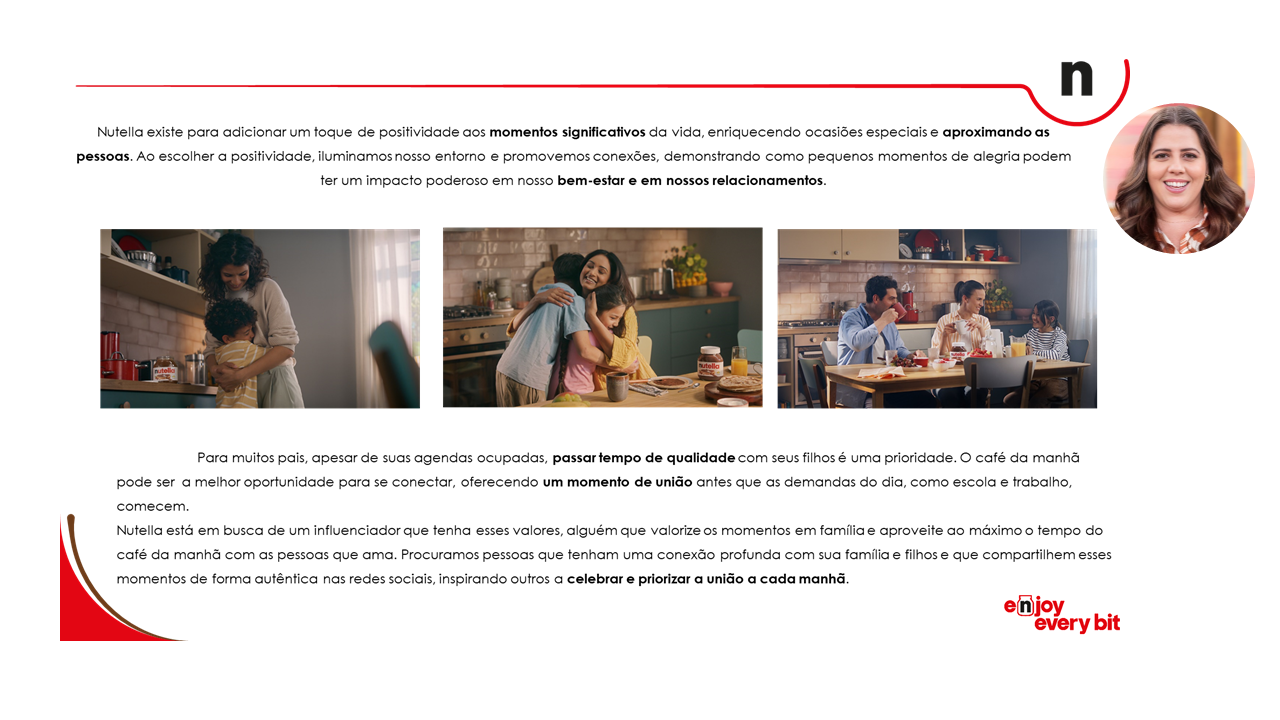 n
Nutella existe para adicionar um toque de positividade aos momentos significativos da vida, enriquecendo ocasiões especiais e aproximando as
pessoas. Ao escolher a positividade, iluminamos nosso entorno e promovemos conexões, demonstrando como pequenos momentos de alegria podem
ter um impacto poderoso em nosso bem-estar e em nossos relacionamentos.
nutella
nutella
nutella
Para muitos pais, apesar de suas agendas ocupadas, passar tempo de qualidade com seus filhos é uma prioridade. O café da manhã
pode ser a melhor oportunidade para se conectar, oferecendo um momento de união antes que as demandas do dia, como escola e trabalho,
comecem.
Nutella está em busca de um influenciador que tenha esses valores, alguém que valorize os momentos em família e aproveite ao máximo o tempo do
café da manhã com as pessoas que ama. Procuramos pessoas que tenham uma conexão profunda com sua família e filhos e que compartilhem esses
momentos de forma autêntica nas redes sociais, inspirando outros a celebrar e priorizar a união a cada manhã.
enjoy
every bit